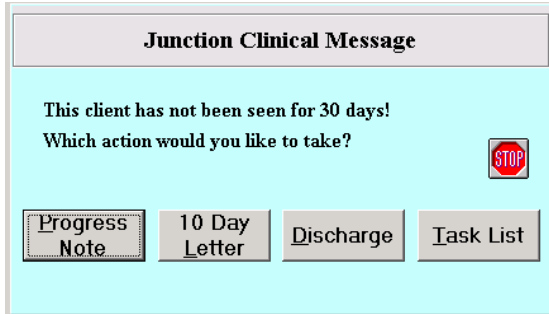 Junction Clinical Message
This client has not been seen for 30 days!
Which action would you like to take?
STOP
Progress
Note
10 Day
Letter
Discharge
Task List